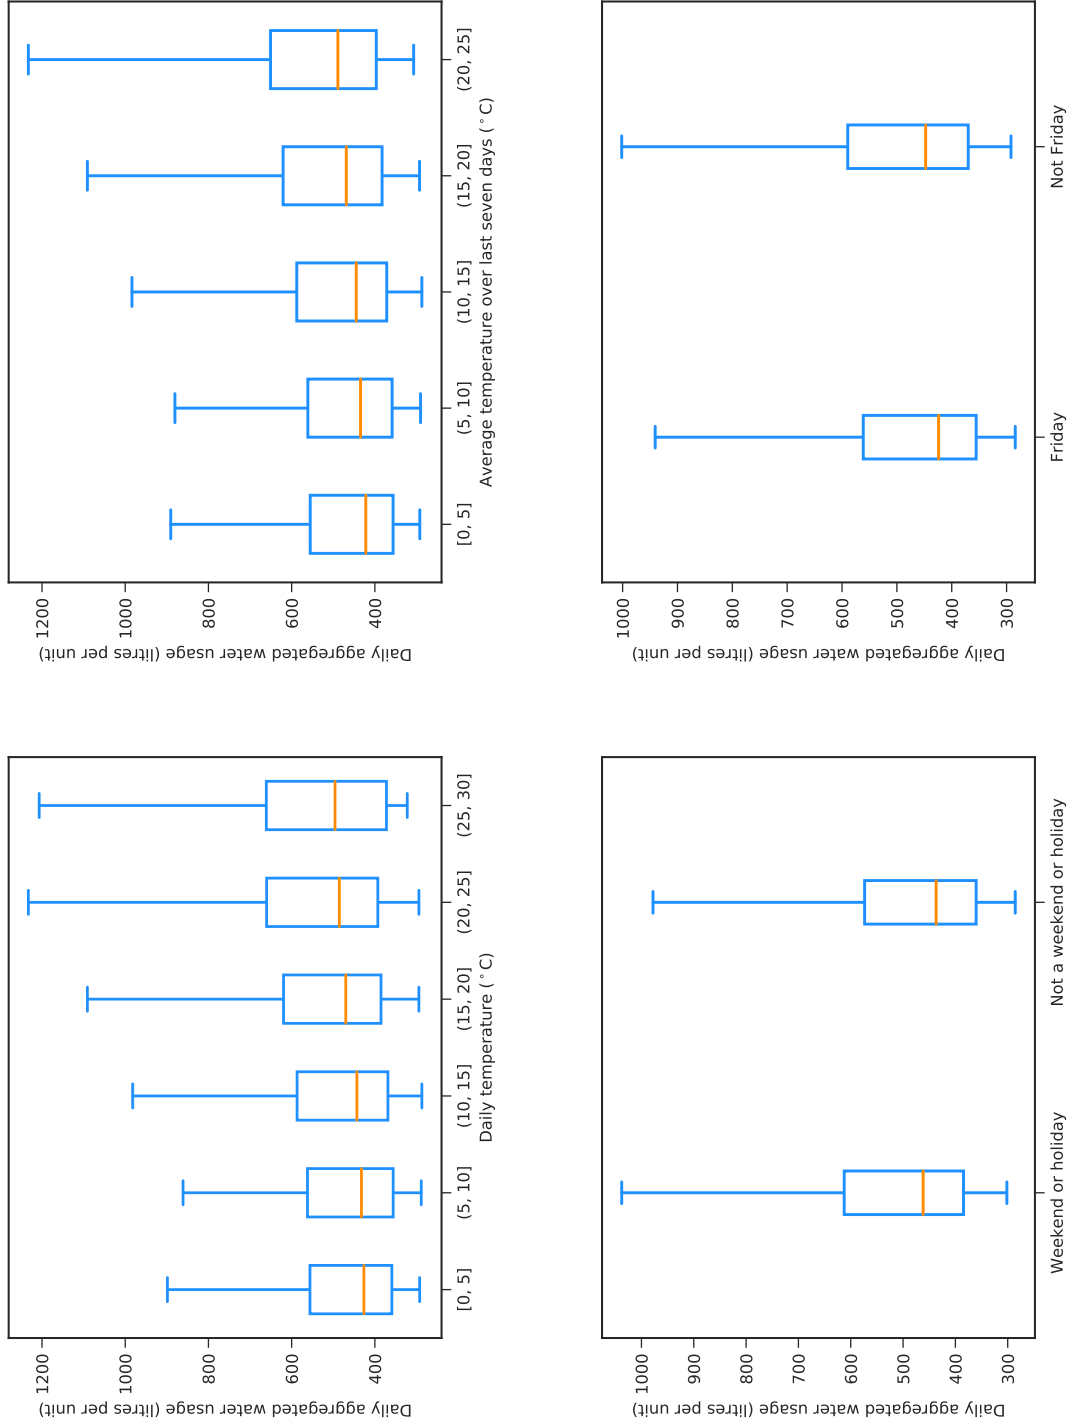 Daily aggregated water usage (litres per unit)
1200
1000
800
600
400
[0, 5] (5, 10] (10, 15] (15, 20] (20, 25] (25, 30]
Daily temperature (°C)
Daily aggregated water usage (litres per unit)
1200
1000
800
600
400
[0, 5] (5, 10] (10, 15] (15, 20] (20, 25]
Average temperature over last seven days (°C)
Daily aggregated water usage (litres per unit)
1000
900
800
700
600
500
400
300
Weekend or holiday Not a weekend or holiday
Daily aggregated water usage (litres per unit)
1000
900
800
700
600
500
400
300
Friday Not Friday